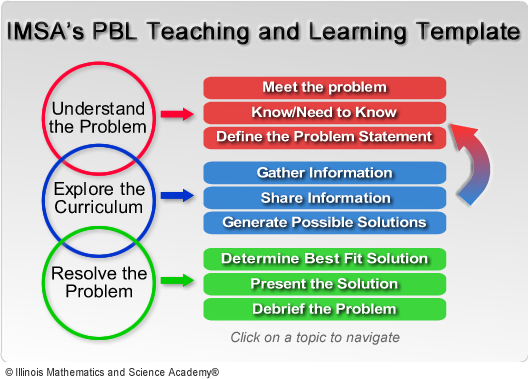 IMSA's PBL Teaching and Learning Template
Understand
the Problem
Meet the problem
Know/Need to Know
Define the Problem Statement
Explore the
Curriculum
Gather Information
Share Information
Generate Possible Solutions
Resolve the
Problem
Determine Best Fit Solution
Present the Solution
Debrief the Problem
Click on a topic to navigate
© Illinois Mathematics and Science Academy®